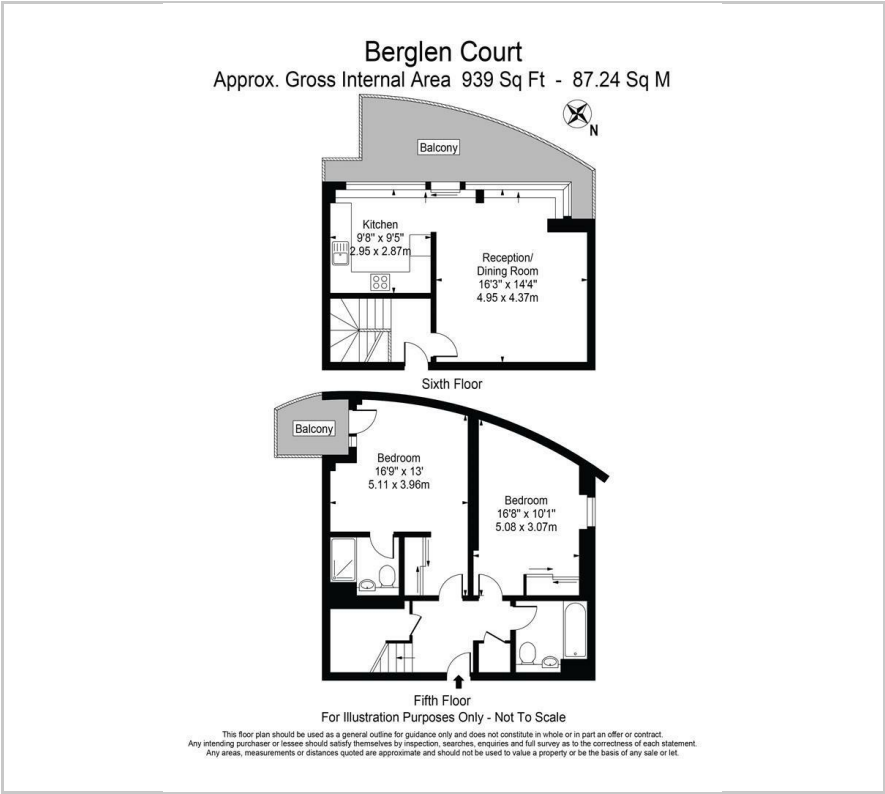 Berglen Court
Approx. Gross Internal Area 939 Sq Ft - 87.24 Sq M
N
Balcony
Kitchen
9'8" x 9'5"
2.95 x 2.87m
Reception/
Dining Room
16'3" x 14'4"
4.95 x 4.37m
Sixth Floor
Balcony
Bedroom
16'9" x 13'
5.11 x 3.96m
Bedroom
16'8" x 10'1"
5.08 x 3.07m
Fifth Floor
For Illustration Purposes Only - Not To Scale
This floor plan should be used as a general outline for guidance only and does not constitute in whole or in part an offer or contract.
Any intending purchaser or lessee should satisfy themselves by inspection, searches, enquiries and full survey as to the correctness of each statement.
Any areas, measurements or distances quoted are approximate and should not be used to value a property or be the basis of any sale or let.